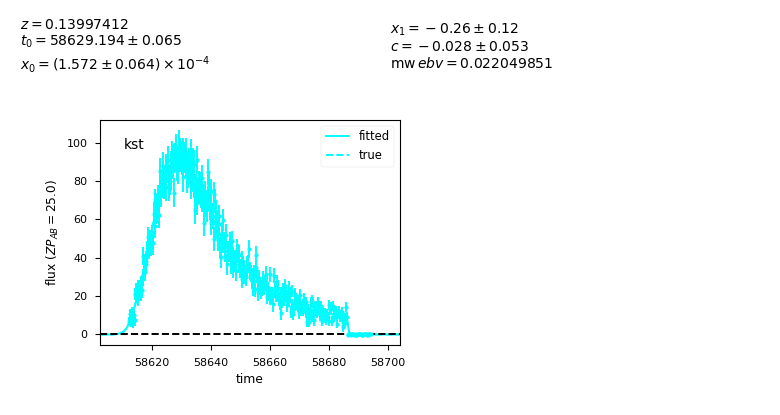 z = 0.13997412
t₀ = 58629.194 ± 0.065
x₀ = (1.572 ± 0.064) × 10⁻⁴
x₁ = −0.26 ± 0.12
c = −0.028 ± 0.053
mw ebv = 0.022049851
kst
fitted
true
flux (ZP_AB = 25.0)
100
80
60
40
20
0
58620 58640 58660 58680 58700
time